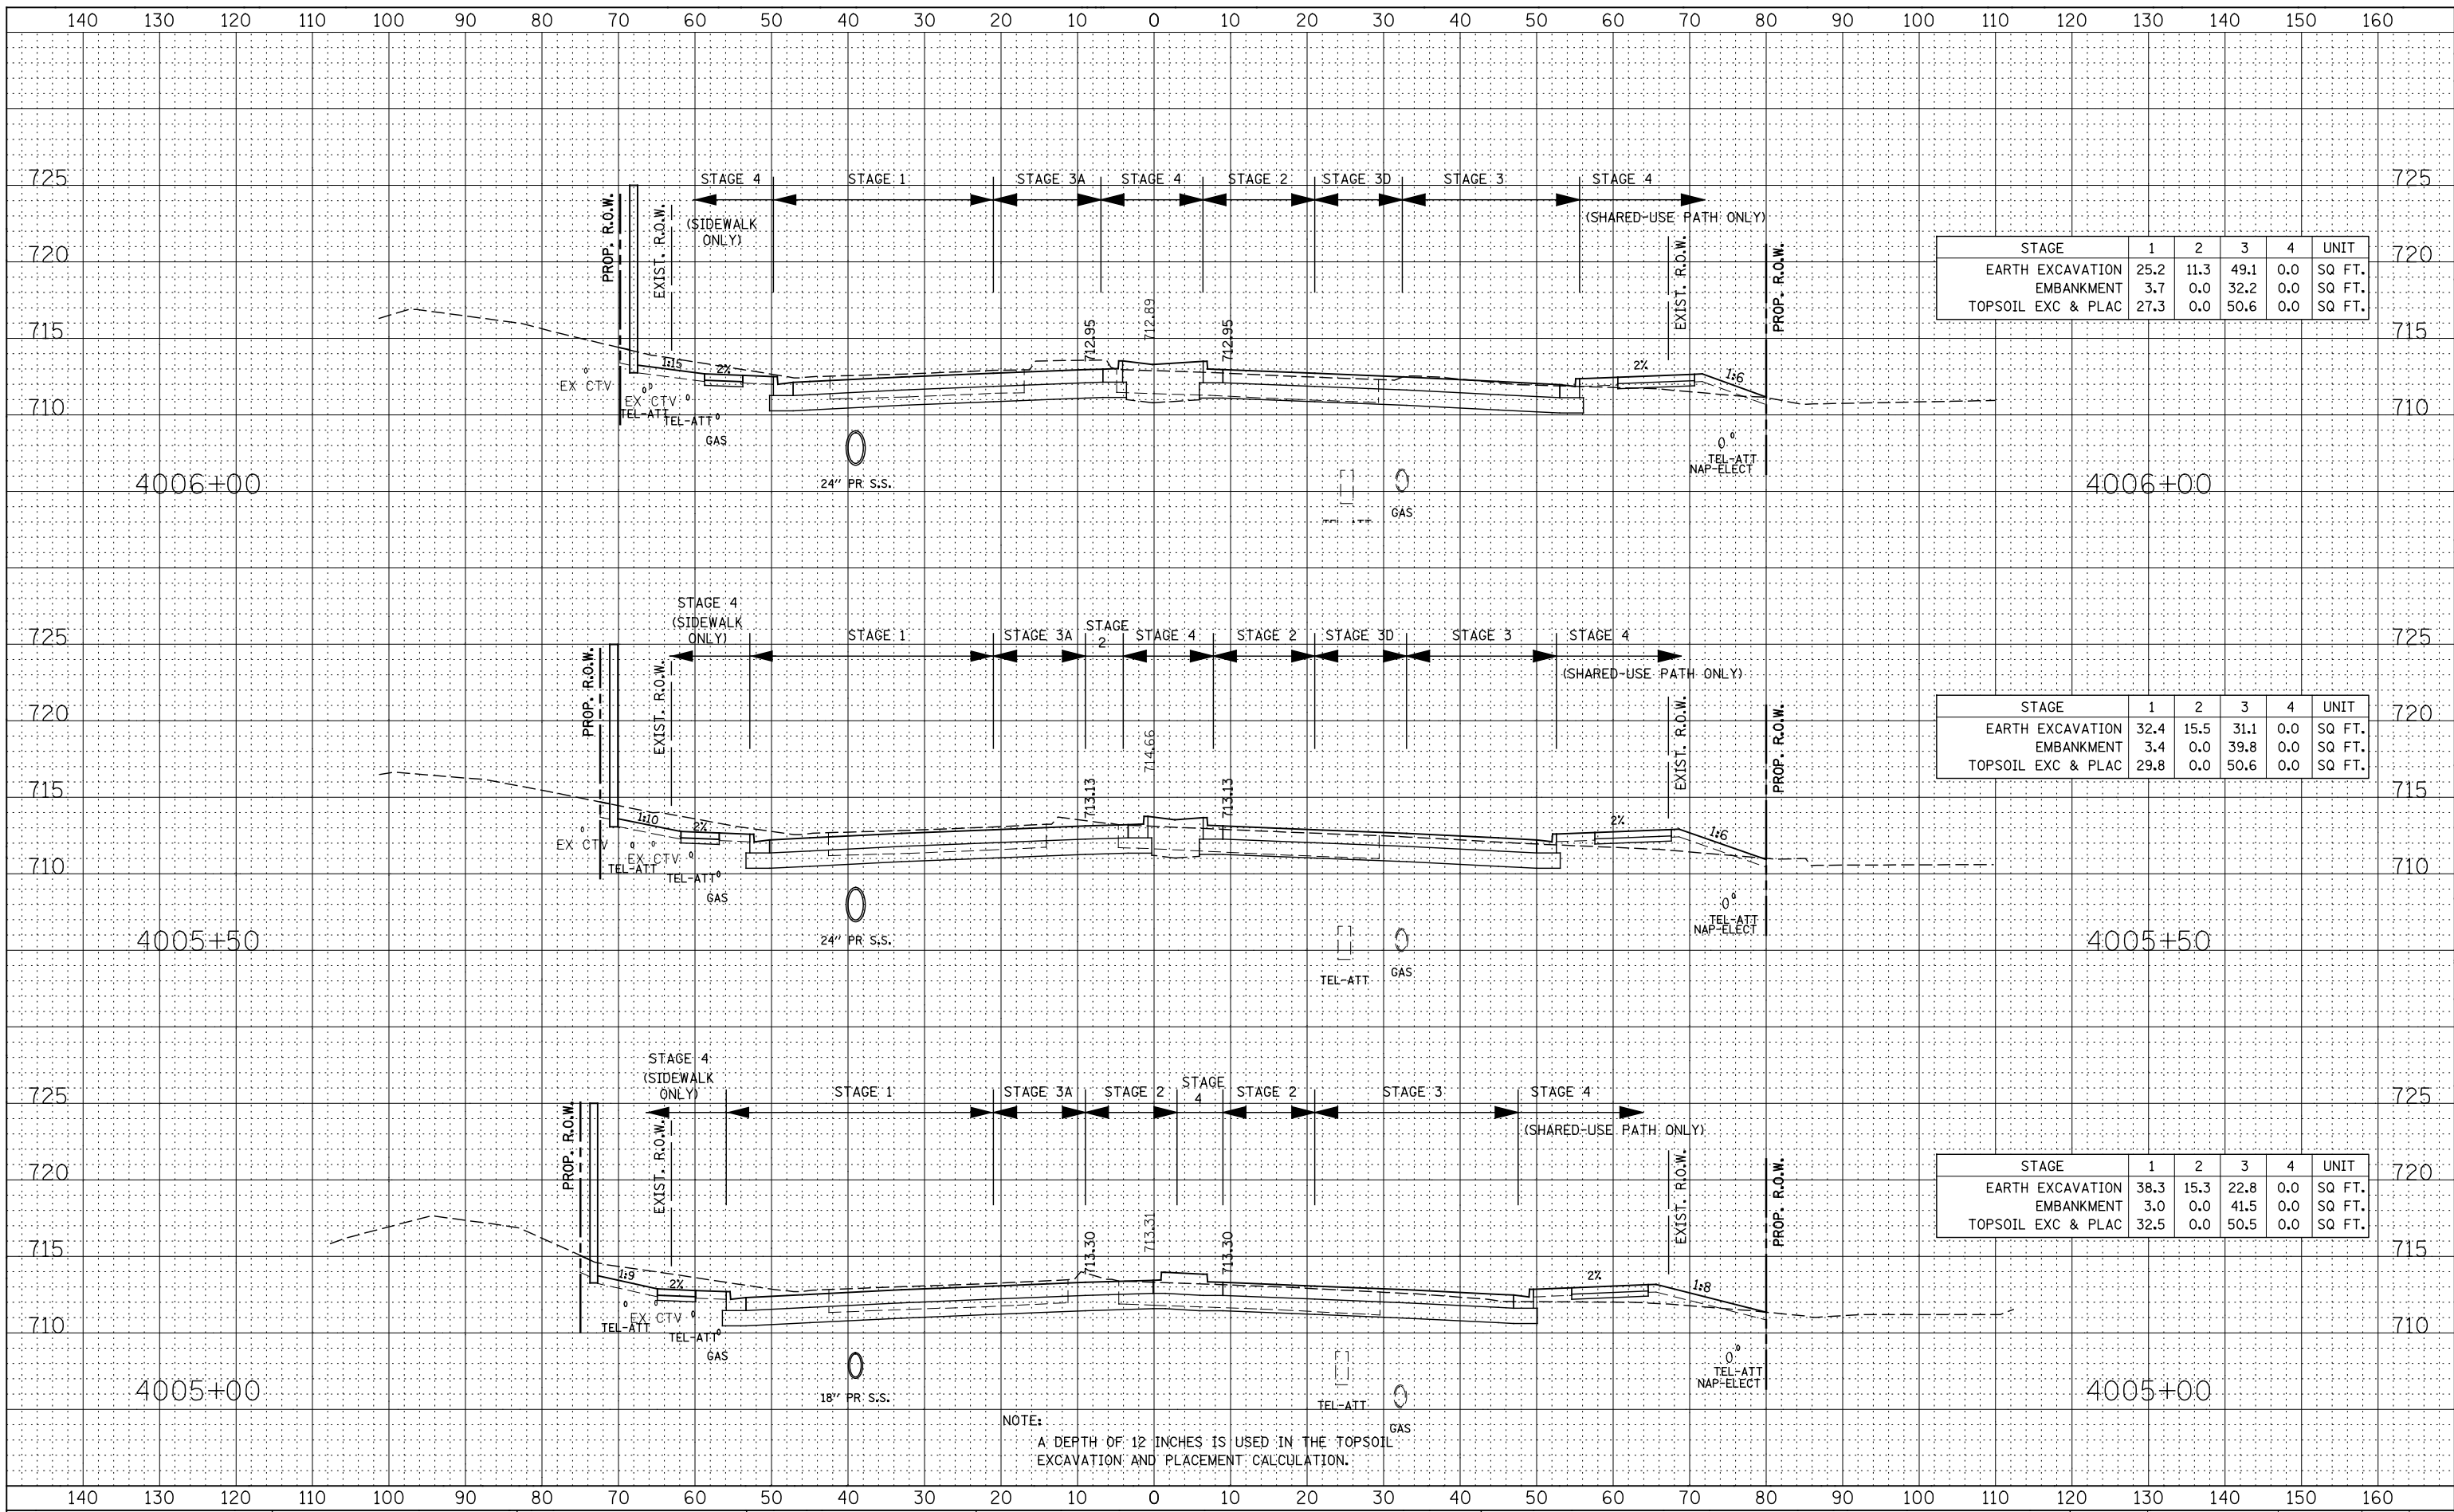 140 130 120 110 100 90 80 70 60 50 40 30 20 10 0 10 20 30 40 50 60 70 80 90 100 110 120 130 140 150 160
STAGE 4 STAGE 1 STAGE 3A STAGE 4 STAGE 2 STAGE 3D STAGE 3 STAGE 4
725 725
(SIDEWALK
ONLY)
(SHARED-USE PATH ONLY)
PROP. R.O.W.
EXIST. R.O.W.
EXIST. R.O.W.
PROP. R.O.W.
720 720
STAGE 1 2 3 4 UNIT
EARTH EXCAVATION 25.2 11.3 49.1 0.0 SQ FT.
EMBANKMENT 3.7 0.0 32.2 0.0 SQ FT.
TOPSOIL EXC & PLAC 27.3 0.0 50.6 0.0 SQ FT.
715 715
712.95
712.89
712.95
1:15 2% 2% 1:6
EX CTV
EX CTV
TEL-ATT
TEL-ATT
GAS
710 710
24" PR S.S.
GAS
TEL-ATT
NAP-ELECT
4006+00 4006+00
STAGE 4
(SIDEWALK
ONLY)
STAGE 1 STAGE 3A
STAGE
2
STAGE 4 STAGE 2 STAGE 3D STAGE 3 STAGE 4
(SHARED-USE PATH ONLY)
725 725
PROP. R.O.W.
EXIST. R.O.W.
EXIST. R.O.W.
PROP. R.O.W.
720 720
STAGE 1 2 3 4 UNIT
EARTH EXCAVATION 32.4 15.5 31.1 0.0 SQ FT.
EMBANKMENT 3.4 0.0 39.8 0.0 SQ FT.
TOPSOIL EXC & PLAC 29.8 0.0 50.6 0.0 SQ FT.
715 715
713.13
714.66
713.13
1:10 2% 2% 1:6
EX CTV
EX CTV
TEL-ATT
TEL-ATT
GAS
710 710
24" PR S.S.
TEL-ATT
GAS
TEL-ATT
NAP-ELECT
4005+50 4005+50
STAGE 4
(SIDEWALK
ONLY)
STAGE 1 STAGE 3A STAGE 2
STAGE
4
STAGE 2 STAGE 3 STAGE 4
(SHARED-USE PATH ONLY)
725 725
PROP. R.O.W.
EXIST. R.O.W.
EXIST. R.O.W.
PROP. R.O.W.
720 720
STAGE 1 2 3 4 UNIT
EARTH EXCAVATION 38.3 15.3 22.8 0.0 SQ FT.
EMBANKMENT 3.0 0.0 41.5 0.0 SQ FT.
TOPSOIL EXC & PLAC 32.5 0.0 50.5 0.0 SQ FT.
715 715
713.30
713.31
713.30
1:9 2% 2% 1:8
EX CTV
TEL-ATT
TEL-ATT
GAS
710 710
18" PR S.S.
TEL-ATT
GAS
TEL-ATT
NAP-ELECT
4005+00 4005+00
NOTE:
A DEPTH OF 12 INCHES IS USED IN THE TOPSOIL
EXCAVATION AND PLACEMENT CALCULATION.
140 130 120 110 100 90 80 70 60 50 40 30 20 10 0 10 20 30 40 50 60 70 80 90 100 110 120 130 140 150 160